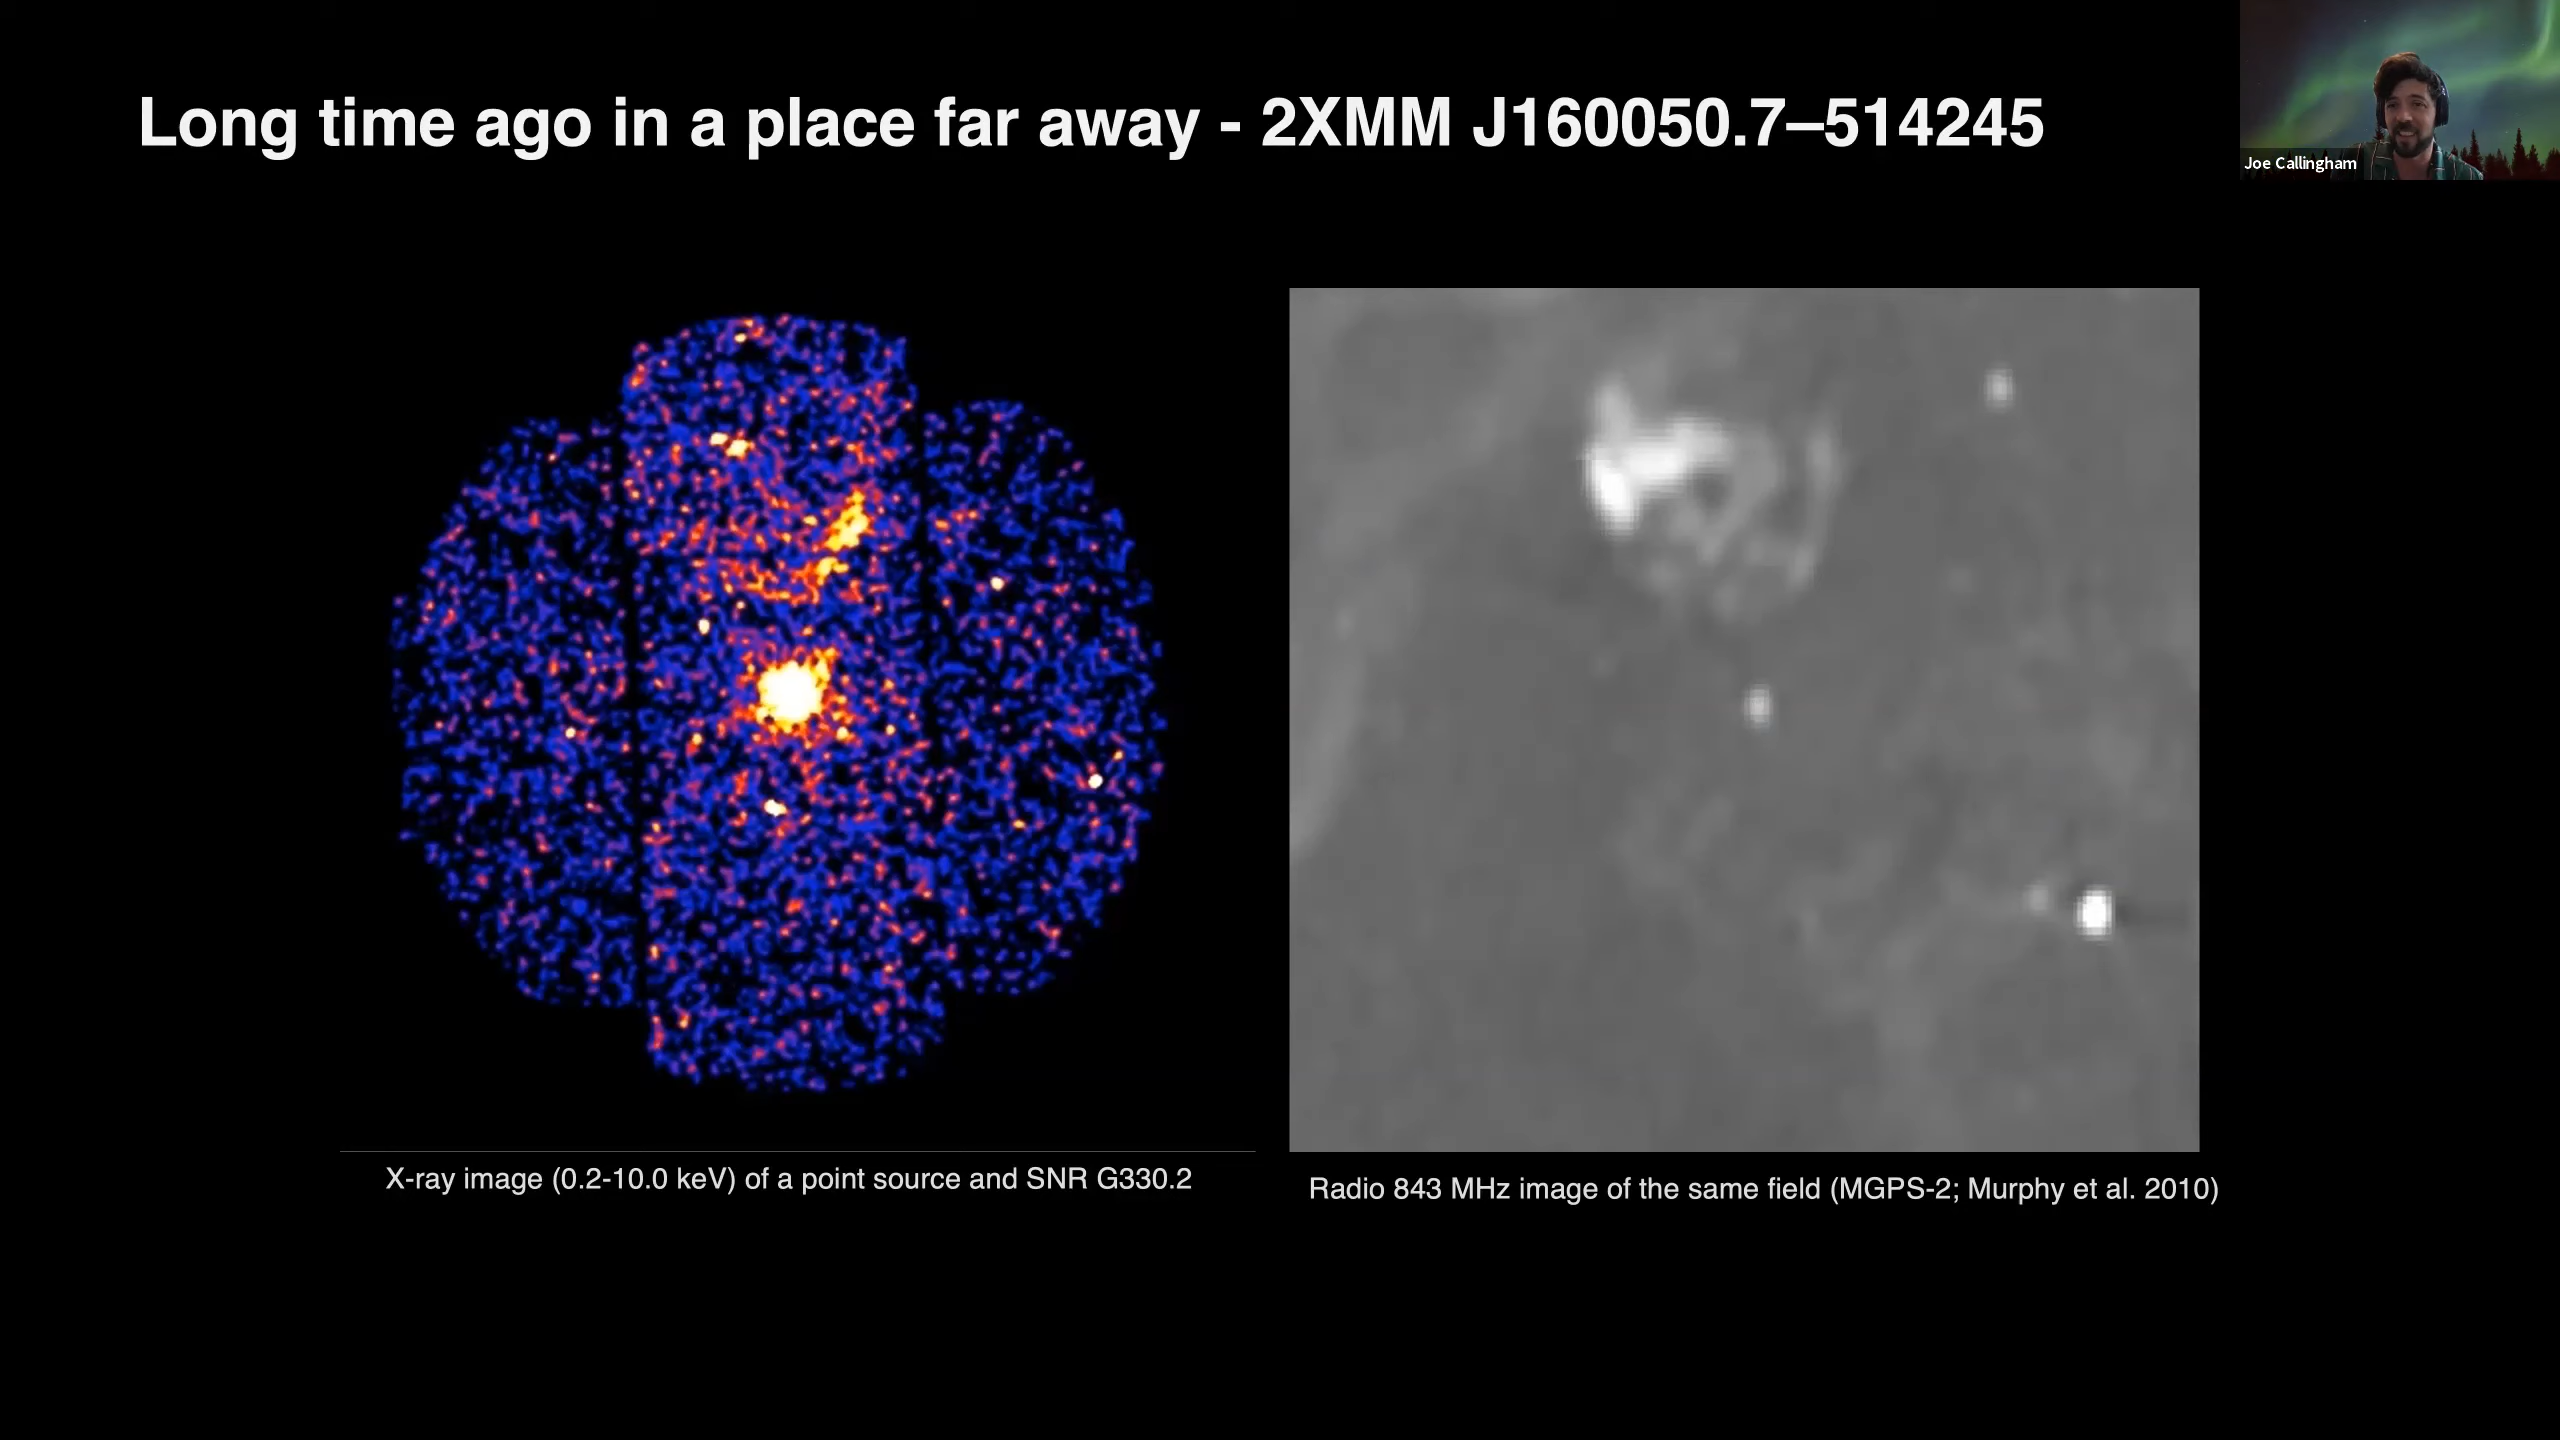 Long time ago in a place far away - 2XMM J160050.7–514245
Joe Callingham
X-ray image (0.2-10.0 keV) of a point source and SNR G330.2
Radio 843 MHz image of the same field (MGPS-2; Murphy et al. 2010)